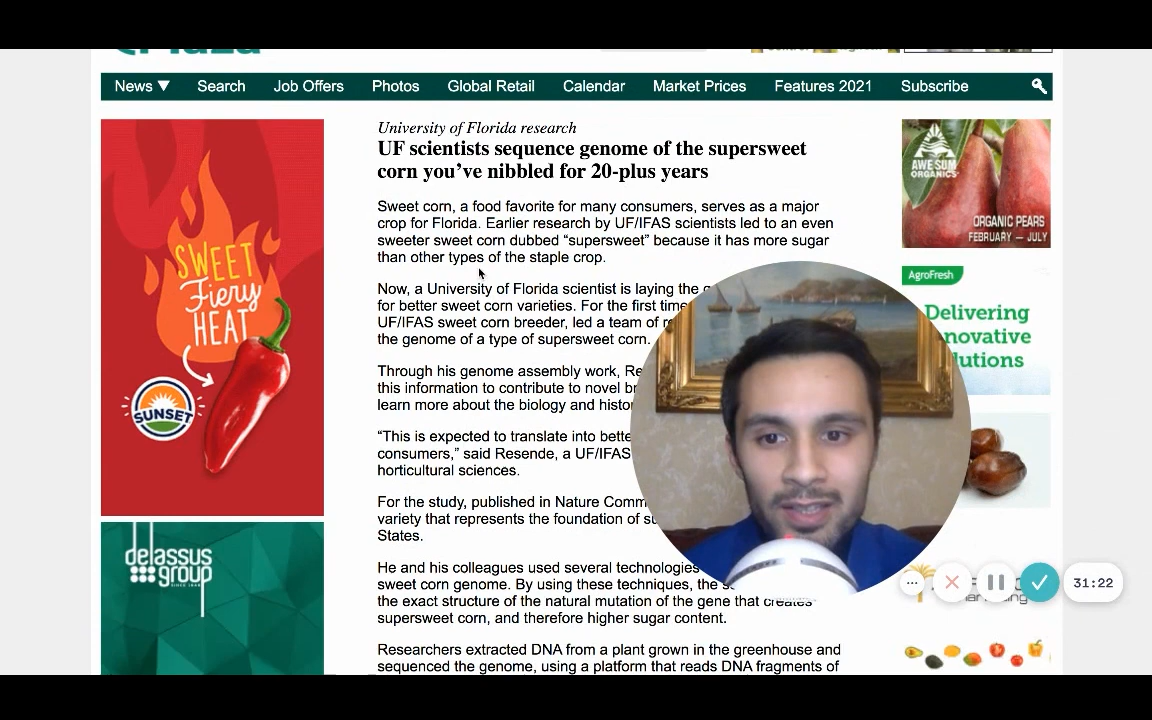 News ▼ Search Job Offers Photos Global Retail Calendar Market Prices Features 2021 Subscribe
University of Florida research
UF scientists sequence genome of the supersweet
corn you’ve nibbled for 20-plus years
Sweet corn, a food favorite for many consumers, serves as a major
crop for Florida. Earlier research by UF/IFAS scientists led to an even
sweeter sweet corn dubbed “supersweet” because it has more sugar
than other types of the staple crop.
Now, a University of Florida scientist is laying the
for better sweet corn varieties. For the first time
UF/IFAS sweet corn breeder, led a team of
the genome of a type of supersweet corn.
Through his genome assembly work,
this information to contribute to novel
learn more about the biology and
“This is expected to translate into
consumers,” said Resende, a UF/IFAS
horticultural sciences.
For the study, published in Nature
variety that represents the foundation of
States.
He and his colleagues used several technologies
sweet corn genome. By using these techniques, the
the exact structure of the natural mutation of the gene that creates
supersweet corn, and therefore higher sugar content.
Researchers extracted DNA from a plant grown in the greenhouse and
sequenced the genome, using a platform that reads DNA fragments of
SWEET
Fiery
HEAT
SUNSET
delassus
group
AWE SUM
ORGANICS
ORGANIC PEARS
FEBRUARY — JULY
AgroFresh
Delivering
31:22